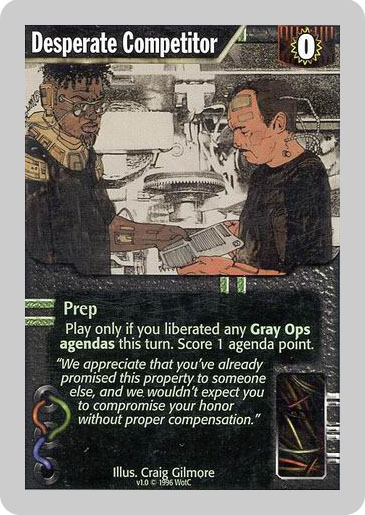 Desperate Competitor
0
Prep
Play only if you liberated any Gray Ops
agendas this turn. Score 1 agenda point.
"We appreciate that you've already
promised this property to someone
else, and we wouldn't expect you
to compromise your honor
without proper compensation."
Illus. Craig Gilmore
v1.0 © 1996 WotC